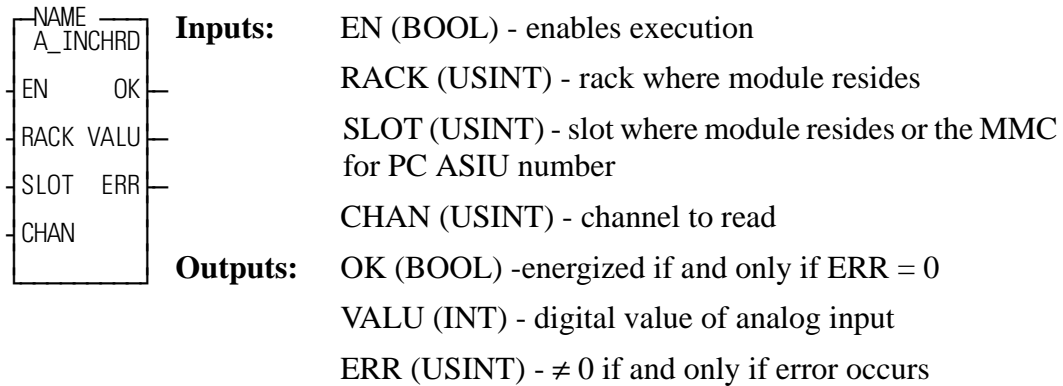 NAME
A_INCHRD
EN OK
RACK VALU
SLOT ERR
CHAN
Inputs: EN (BOOL) - enables execution
RACK (USINT) - rack where module resides
SLOT (USINT) - slot where module resides or the MMC
for PC ASIU number
CHAN (USINT) - channel to read
Outputs: OK (BOOL) -energized if and only if ERR = 0
VALU (INT) - digital value of analog input
ERR (USINT) - ≠ 0 if and only if error occurs